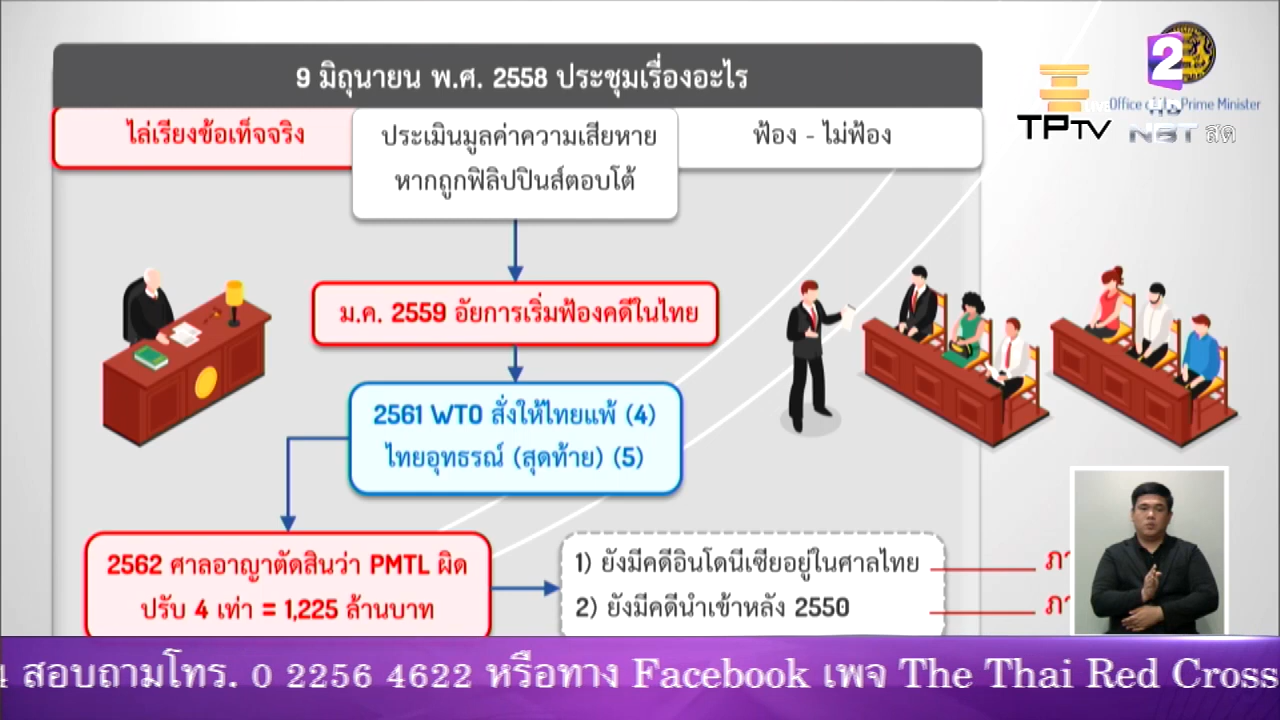 9 มิถุนายน พ.ศ. 2558 ประชุมเรื่องอะไร
ไล่เรียงข้อเท็จจริง
ประเมินมูลค่าความเสียหาย
หากถูกฟิลิปปินส์ตอบโต้
ฟ้อง - ไม่ฟ้อง
2
Prime Minister
TPTV
NBT สด
ม.ค. 2559 อัยการเริ่มฟ้องคดีในไทย
2561 WTO สั่งให้ไทยแพ้ (4)
ไทยอุทธรณ์ (สุดท้าย) (5)
2562 ศาลอาญาตัดสินว่า PMTL ผิด
ปรับ 4 เท่า = 1,225 ล้านบาท
1) ยังมีคดีอินโดนีเซียอยู่ในศาลไทย
2) ยังมีคดีนำเข้าหลัง 2550
สอบถามโทร. 0 2256 4622 หรือทาง Facebook เพจ The Thai Red Cross